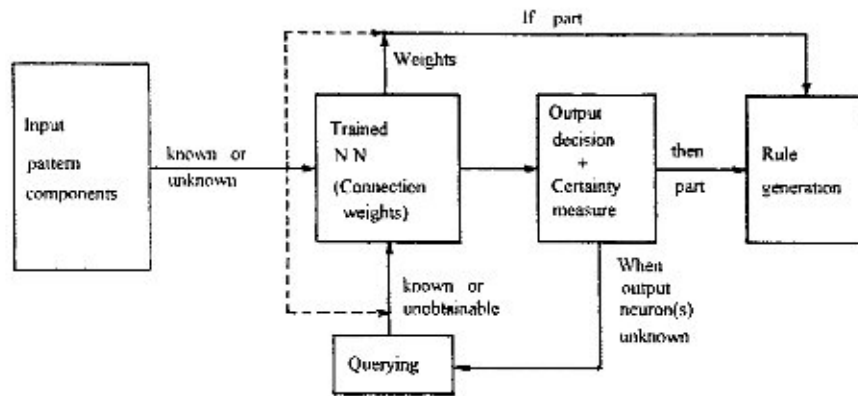 If part
Weights
Input
pattern
components
known or
unknown
Trained
N N
(Connection
weights)
Output
decision
+
Certainty
measure
then
part
Rule
generation
known or
unobtainable
When
output
neuron(s)
unknown
Querying